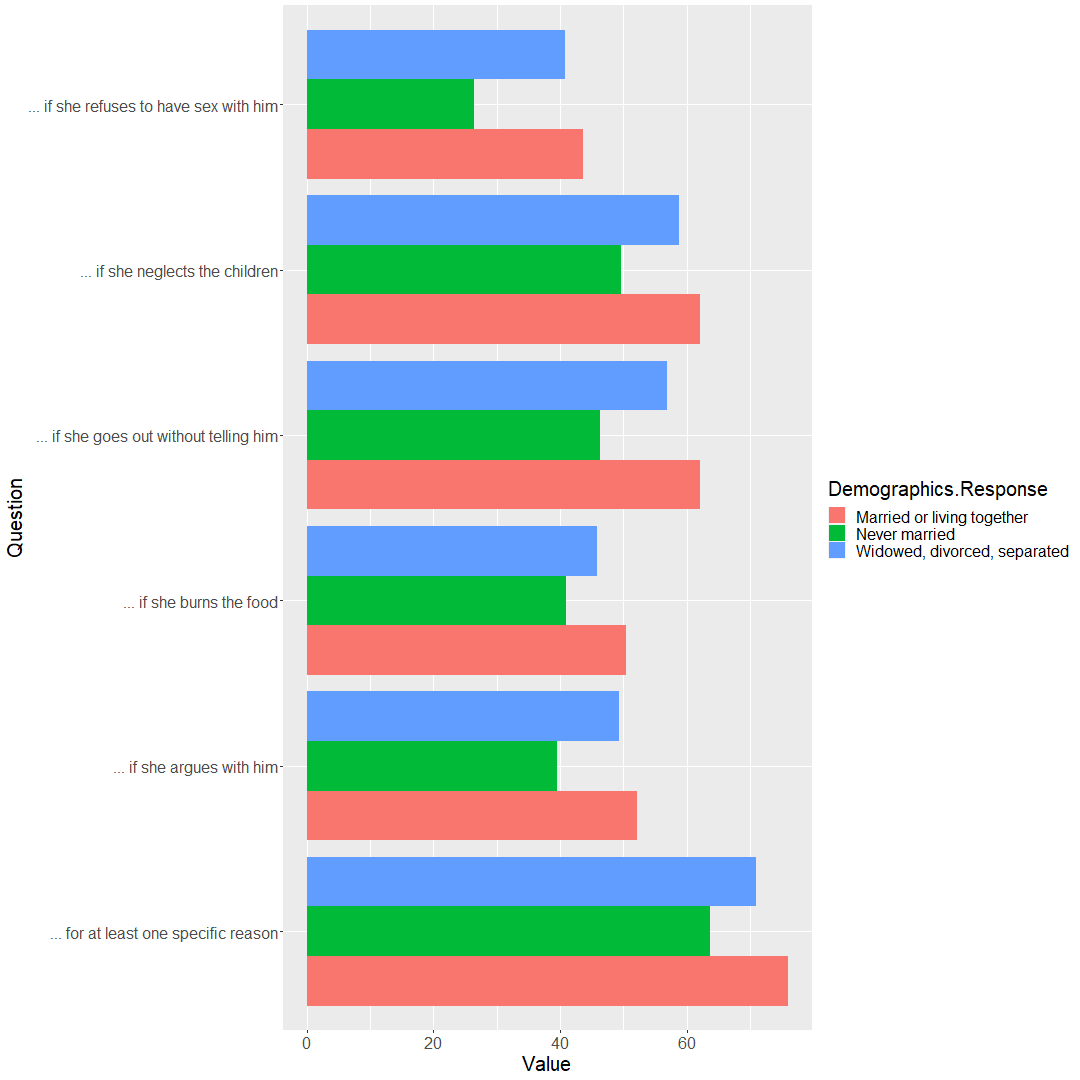 ... if she refuses to have sex with him
... if she neglects the children
... if she goes out without telling him
... if she burns the food
... if she argues with him
... for at least one specific reason
Question
0 20 40 60
Value
Demographics.Response
Married or living together
Never married
Widowed, divorced, separated